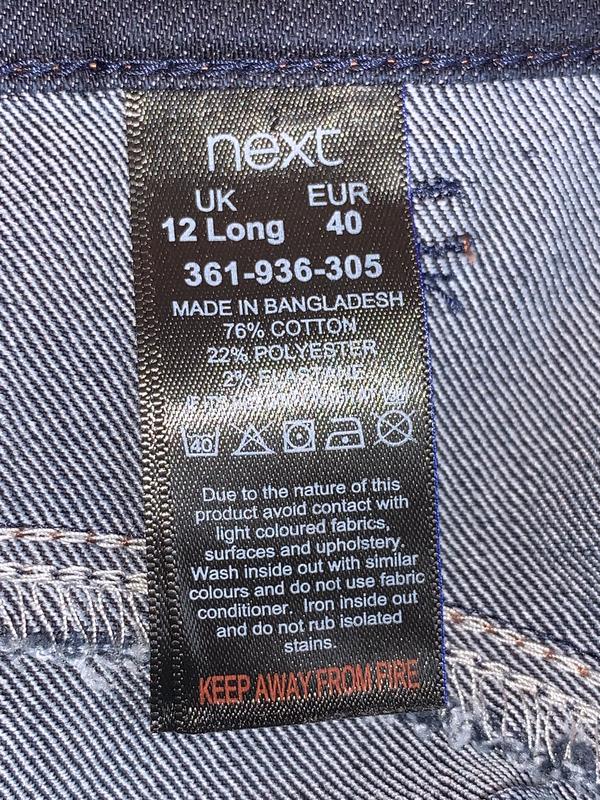 next
UK EUR
12 Long 40
361-936-305
MADE IN BANGLADESH
76% COTTON
22% POLYESTER
2% ELASTANE
40
Due to the nature of this
product avoid contact with
light coloured fabrics,
surfaces and upholstery.
Wash inside out with similar
colours and do not use fabric
conditioner. Iron inside out
and do not rub isolated
stains.
KEEP AWAY FROM FIRE